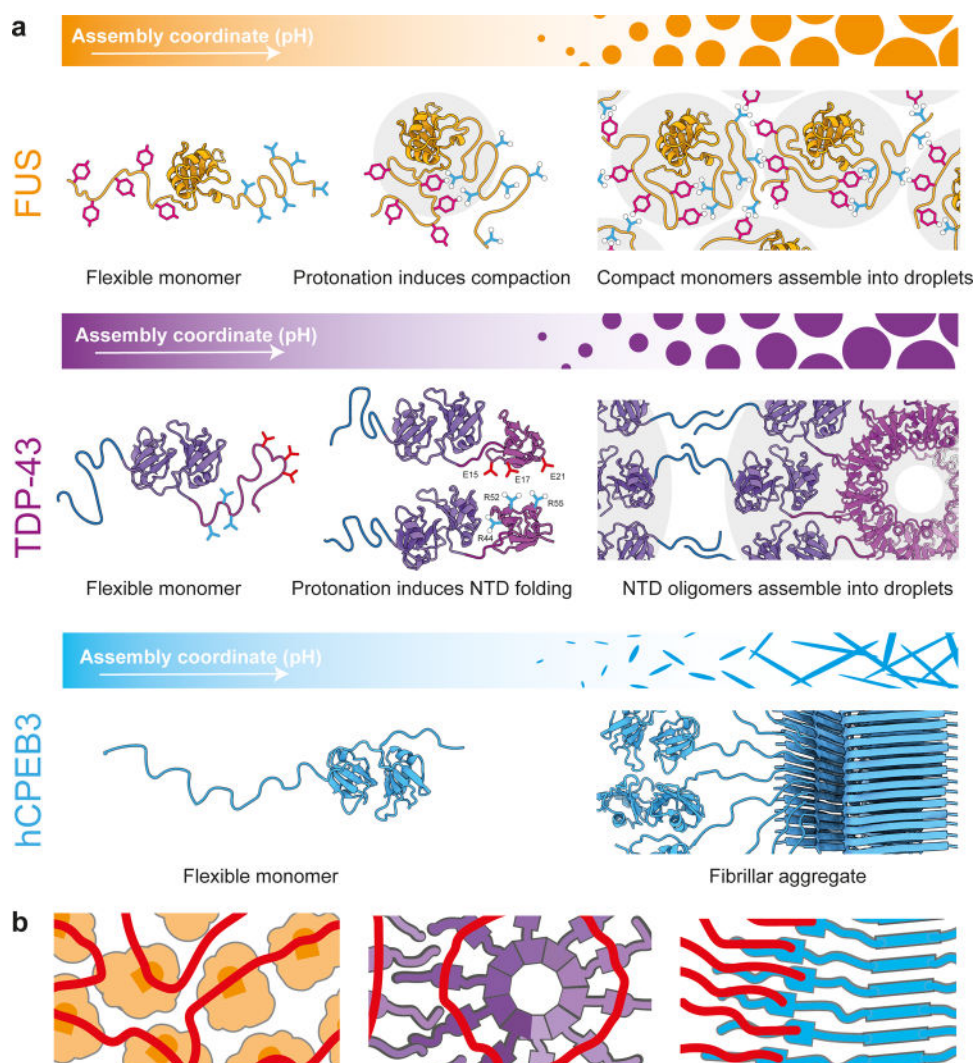 a
Assembly coordinate (pH)
FUS
Flexible monomer
Protonation induces compaction
Compact monomers assemble into droplets
Assembly coordinate (pH)
TDP-43
E15
E17
E21
R52
R55
R44
Flexible monomer
Protonation induces NTD folding
NTD oligomers assemble into droplets
Assembly coordinate (pH)
hCPEB3
Flexible monomer
Fibrillar aggregate
b